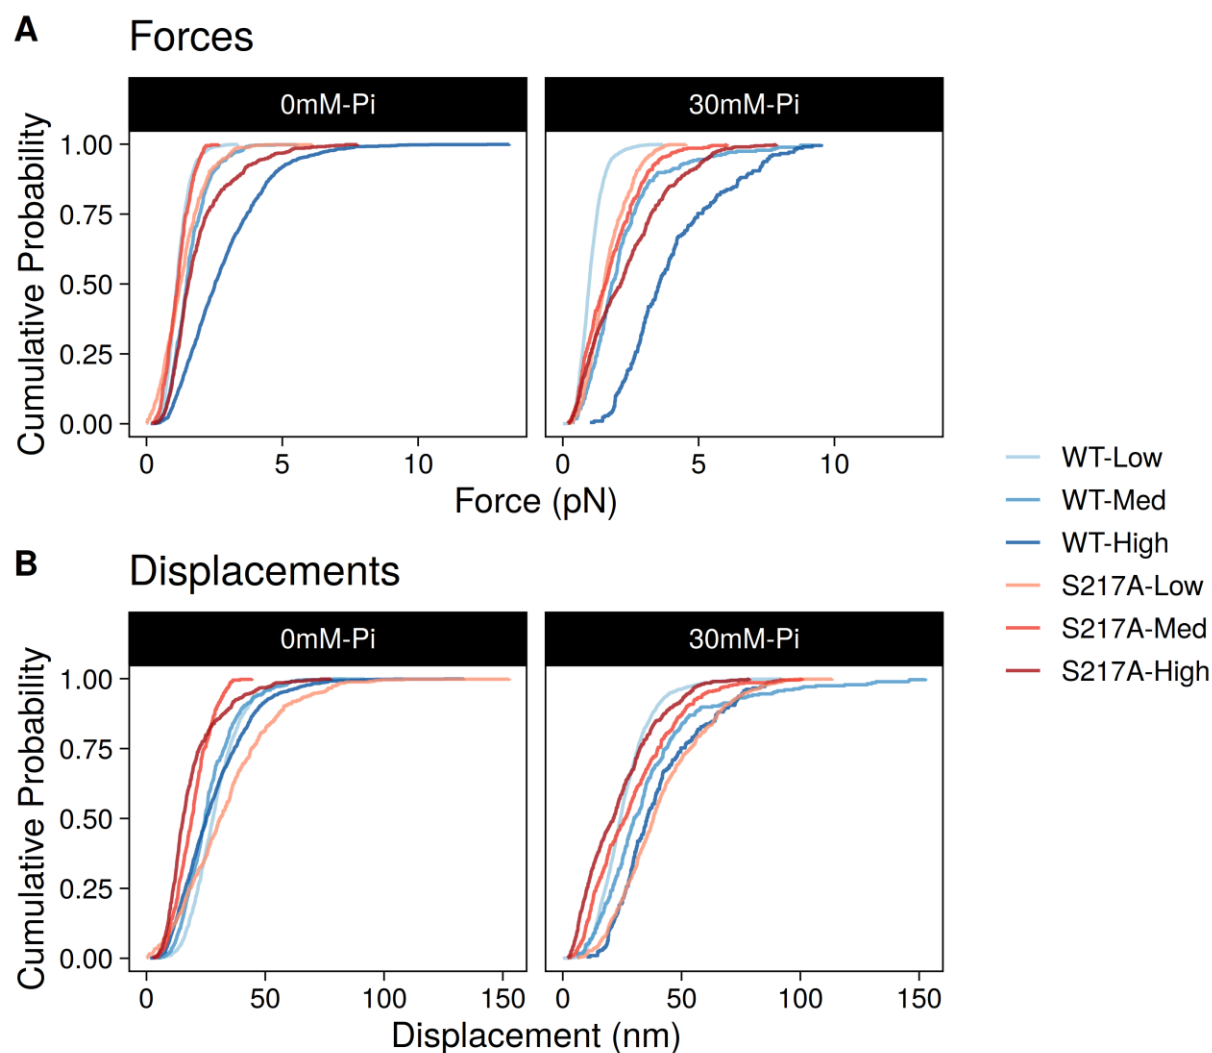 A
Forces
0mM-Pi
30mM-Pi
Cumulative Probability
1.00
0.75
0.50
0.25
0.00
0
5
10
0
5
10
Force (pN)
WT-Low
WT-Med
WT-High
S217A-Low
S217A-Med
S217A-High
B
Displacements
0mM-Pi
30mM-Pi
Cumulative Probability
1.00
0.75
0.50
0.25
0.00
0
50
100
150
0
50
100
150
Displacement (nm)